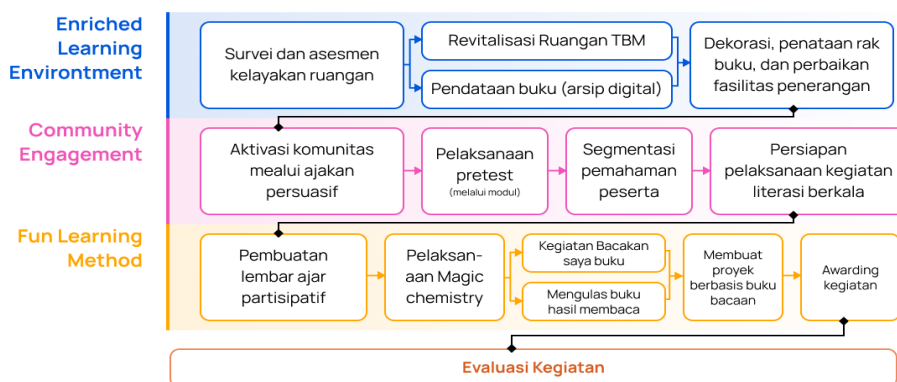 Enriched
Learning
Environtment
Survei dan asesmen
kelayakan ruangan
Revitalisasi Ruangan TBM
Pendataan buku (arsip digital)
Dekorasi, penataan rak
buku, dan perbaikan
fasilitas penerangan
Community
Engagement
Aktivasi komunitas
mealui ajakan
persuasif
Pelaksanaan
pretest
(melalui modul)
Segmentasi
pemahaman
peserta
Persiapan
pelaksanaan kegiatan
literasi berkala
Fun Learning
Method
Pembuatan
lembar ajar
partisipatif
Pelaksan-
aan Magic
chemistry
Kegiatan Bacakan
saya buku
Mengulas buku
hasil membaca
Membuat
proyek
berbasis buku
bacaan
Awarding
kegiatan
Evaluasi Kegiatan